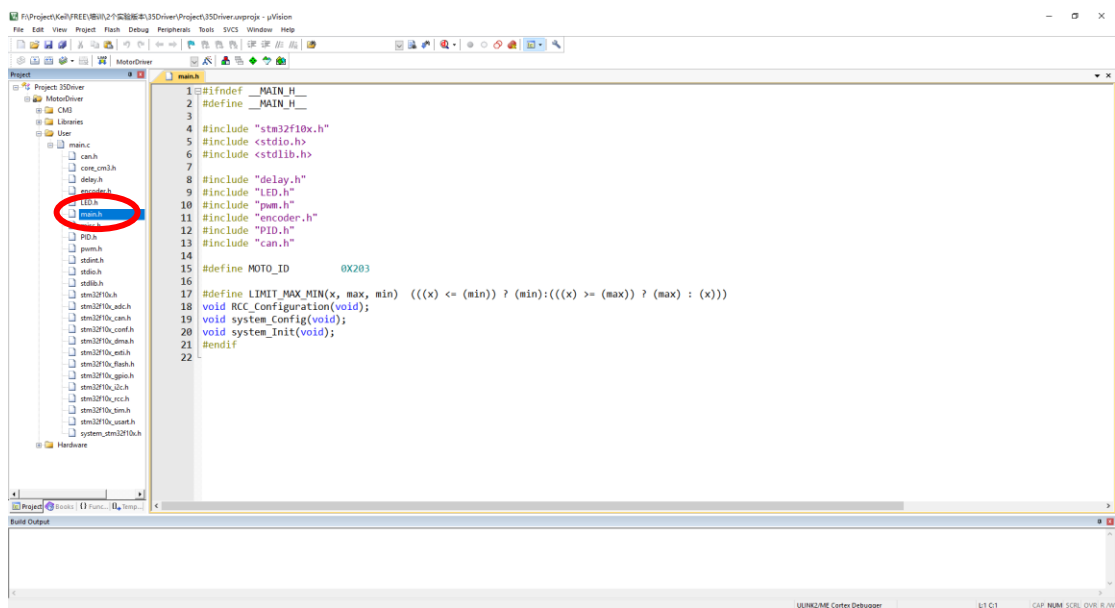 F:\Project\Keil\FREE\培训\2个实验版本\35Driver\Project\35Driver.uvprojx - µVision
File Edit View Project Flash Debug Peripherals Tools SVCS Window Help
MotorDriver
Project
main.h
Project: 35Driver
MotorDriver
CM3
Libraries
User
main.c
can.h
core_cm3.h
delay.h
encoder.h
LED.h
main.h
PID.h
pwm.h
stdint.h
stdio.h
stdlib.h
stm32f10x.h
stm32f10x_adc.h
stm32f10x_can.h
stm32f10x_conf.h
stm32f10x_dma.h
stm32f10x_exti.h
stm32f10x_flash.h
stm32f10x_gpio.h
stm32f10x_i2c.h
stm32f10x_rcc.h
stm32f10x_tim.h
stm32f10x_usart.h
system_stm32f10x.h
Hardware
1 #ifndef __MAIN_H__
2 #define __MAIN_H__
3
4 #include "stm32f10x.h"
5 #include <stdio.h>
6 #include <stdlib.h>
7
8 #include "delay.h"
9 #include "LED.h"
10 #include "pwm.h"
11 #include "encoder.h"
12 #include "PID.h"
13 #include "can.h"
14
15 #define MOTO_ID 0X203
16
17 #define LIMIT_MAX_MIN(x, max, min) (((x) <= (min)) ? (min):(((x) >= (max)) ? (max) : (x)))
18 void RCC_Configuration(void);
19 void system_Config(void);
20 void system_Init(void);
21 #endif
22
Project Books {} Func... Temp...
Build Output
ULINK2/ME Cortex Debugger L:1 C:1 CAP NUM SCRL OVR R/W